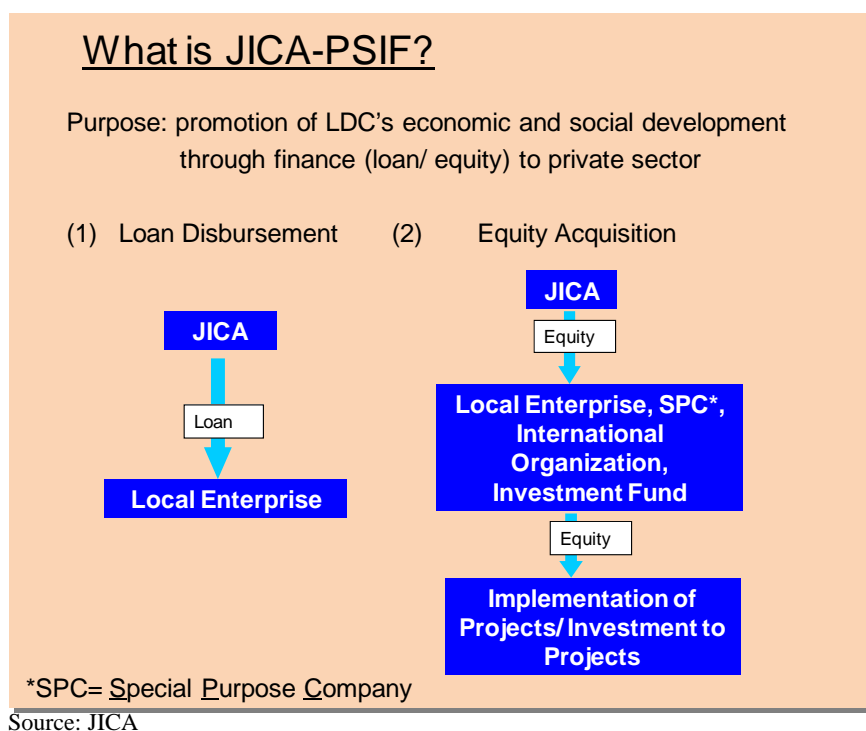 What is JICA-PSIF?
Purpose: promotion of LDC's economic and social development
through finance (loan/ equity) to private sector
(1) Loan Disbursement
JICA
Loan
Local Enterprise
(2) Equity Acquisition
JICA
Equity
Local Enterprise, SPC*,
International
Organization,
Investment Fund
Equity
Implementation of
Projects/ Investment to
Projects
*SPC= Special Purpose Company
Source: JICA